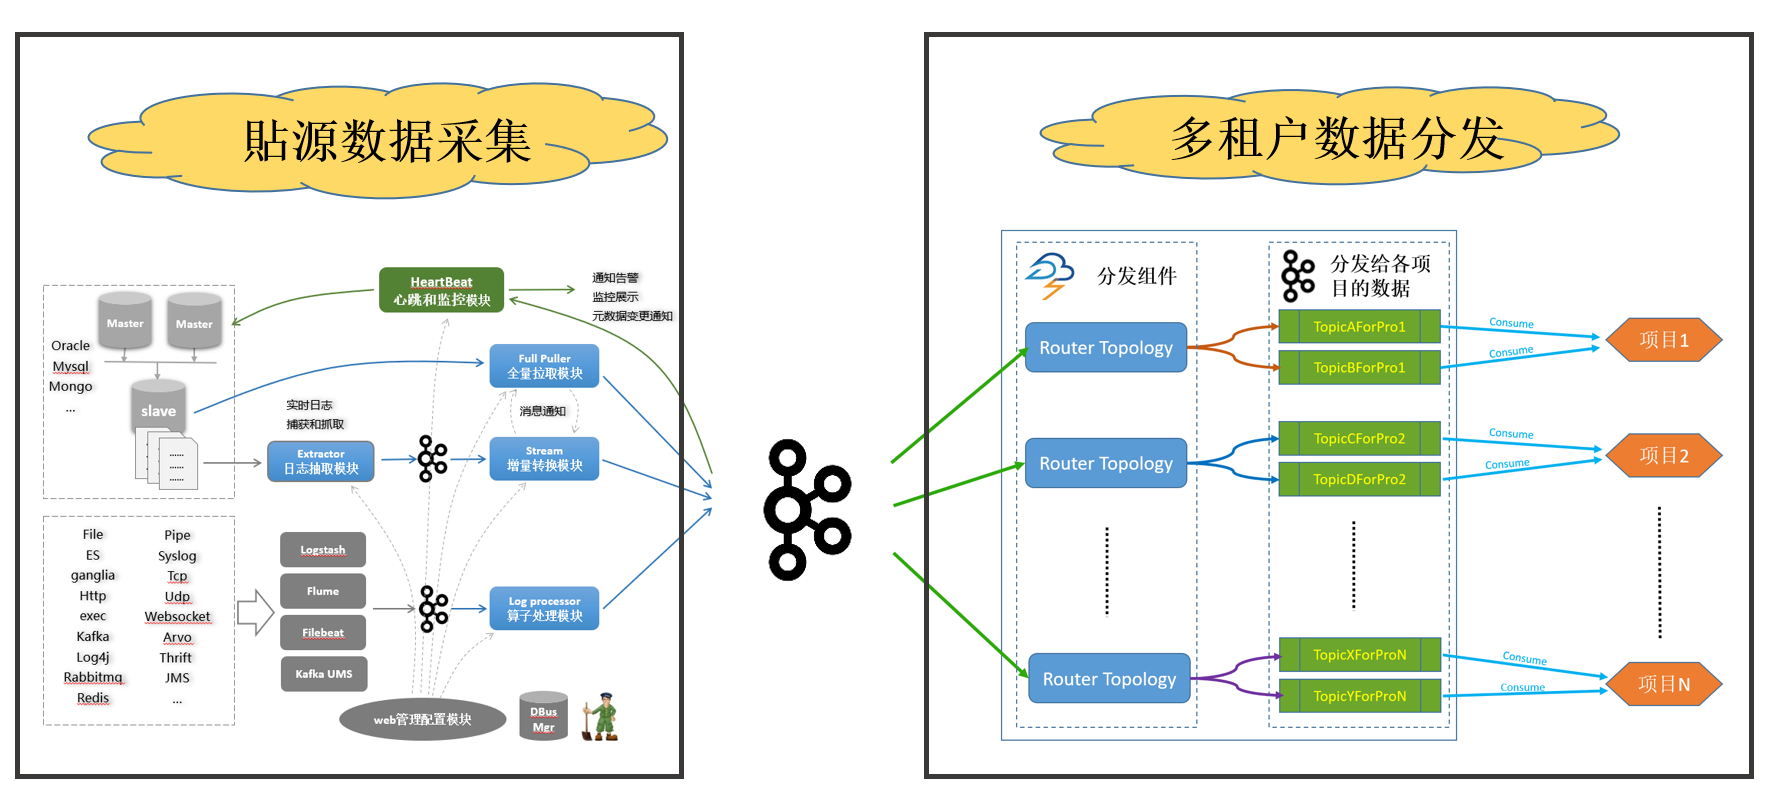 貼源数据采集
HeartBeat
心跳和监控模块
通知告警
监控展示
元数据变更通知
Master
Master
Oracle
Mysql
Mongo
...
slave
......
......
......
Full Puller
全量拉取模块
消息通知
实时日志
捕获和抓取
Extractor
日志抽取模块
Stream
增量转换模块
File
ES
ganglia
Http
exec
Kafka
Log4j
Rabbitmq
Redis
Pipe
Syslog
Tcp
Udp
Websocket
Arvo
Thrift
JMS
...
Logstash
Flume
Filebeat
Kafka UMS
Log processor
算子处理模块
web管理配置模块
DBus
Mgr
多租户数据分发
分发组件
分发给各项
目的数据
Router Topology
TopicAForPro1
TopicBForPro1
Consume
Consume
项目1
Router Topology
TopicCForPro2
TopicDForPro2
Consume
Consume
项目2
Router Topology
TopicXForProN
TopicYForProN
Consume
Consume
项目N